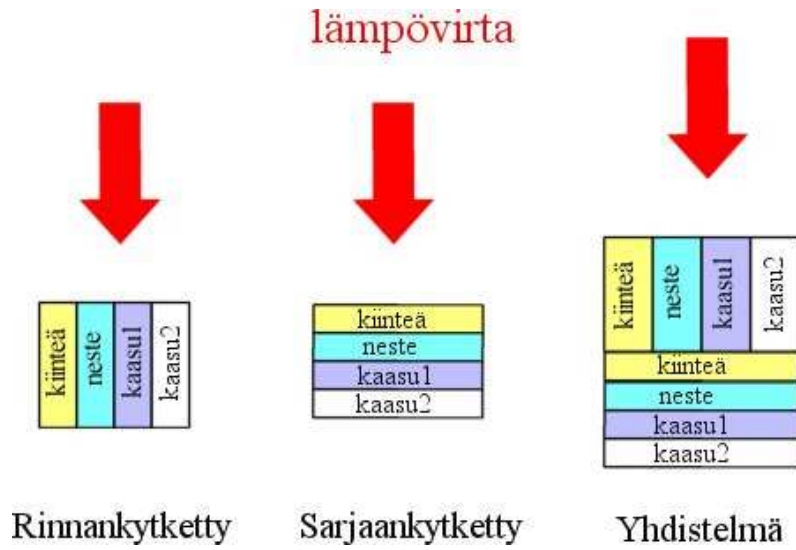 lämpövirta
kiinteä
neste
kaasu1
kaasu2
kiinteä
neste
kaasu1
kaasu2
kiinteä
neste
kaasu1
kaasu2
kiinteä
neste
kaasu1
kaasu2
Rinnankytketty
Sarjaankytketty
Yhdistelmä